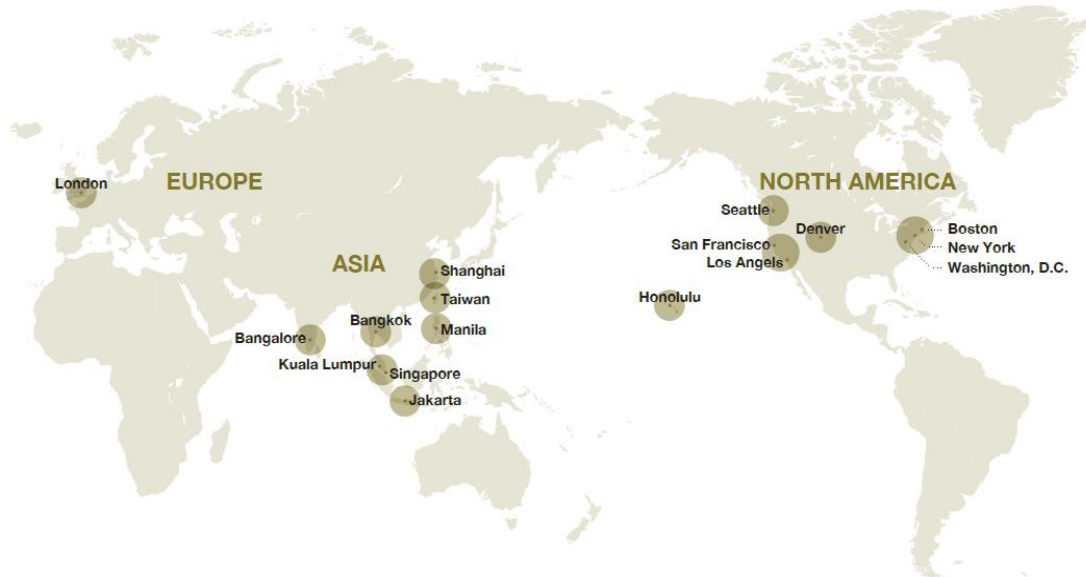 London
EUROPE
ASIA
Shanghai
Taiwan
Bangkok
Manila
Bangalore
Kuala Lumpur
Singapore
Jakarta
NORTH AMERICA
Seattle
Denver
San Francisco
Los Angels
Honolulu
Boston
New York
Washington, D.C.